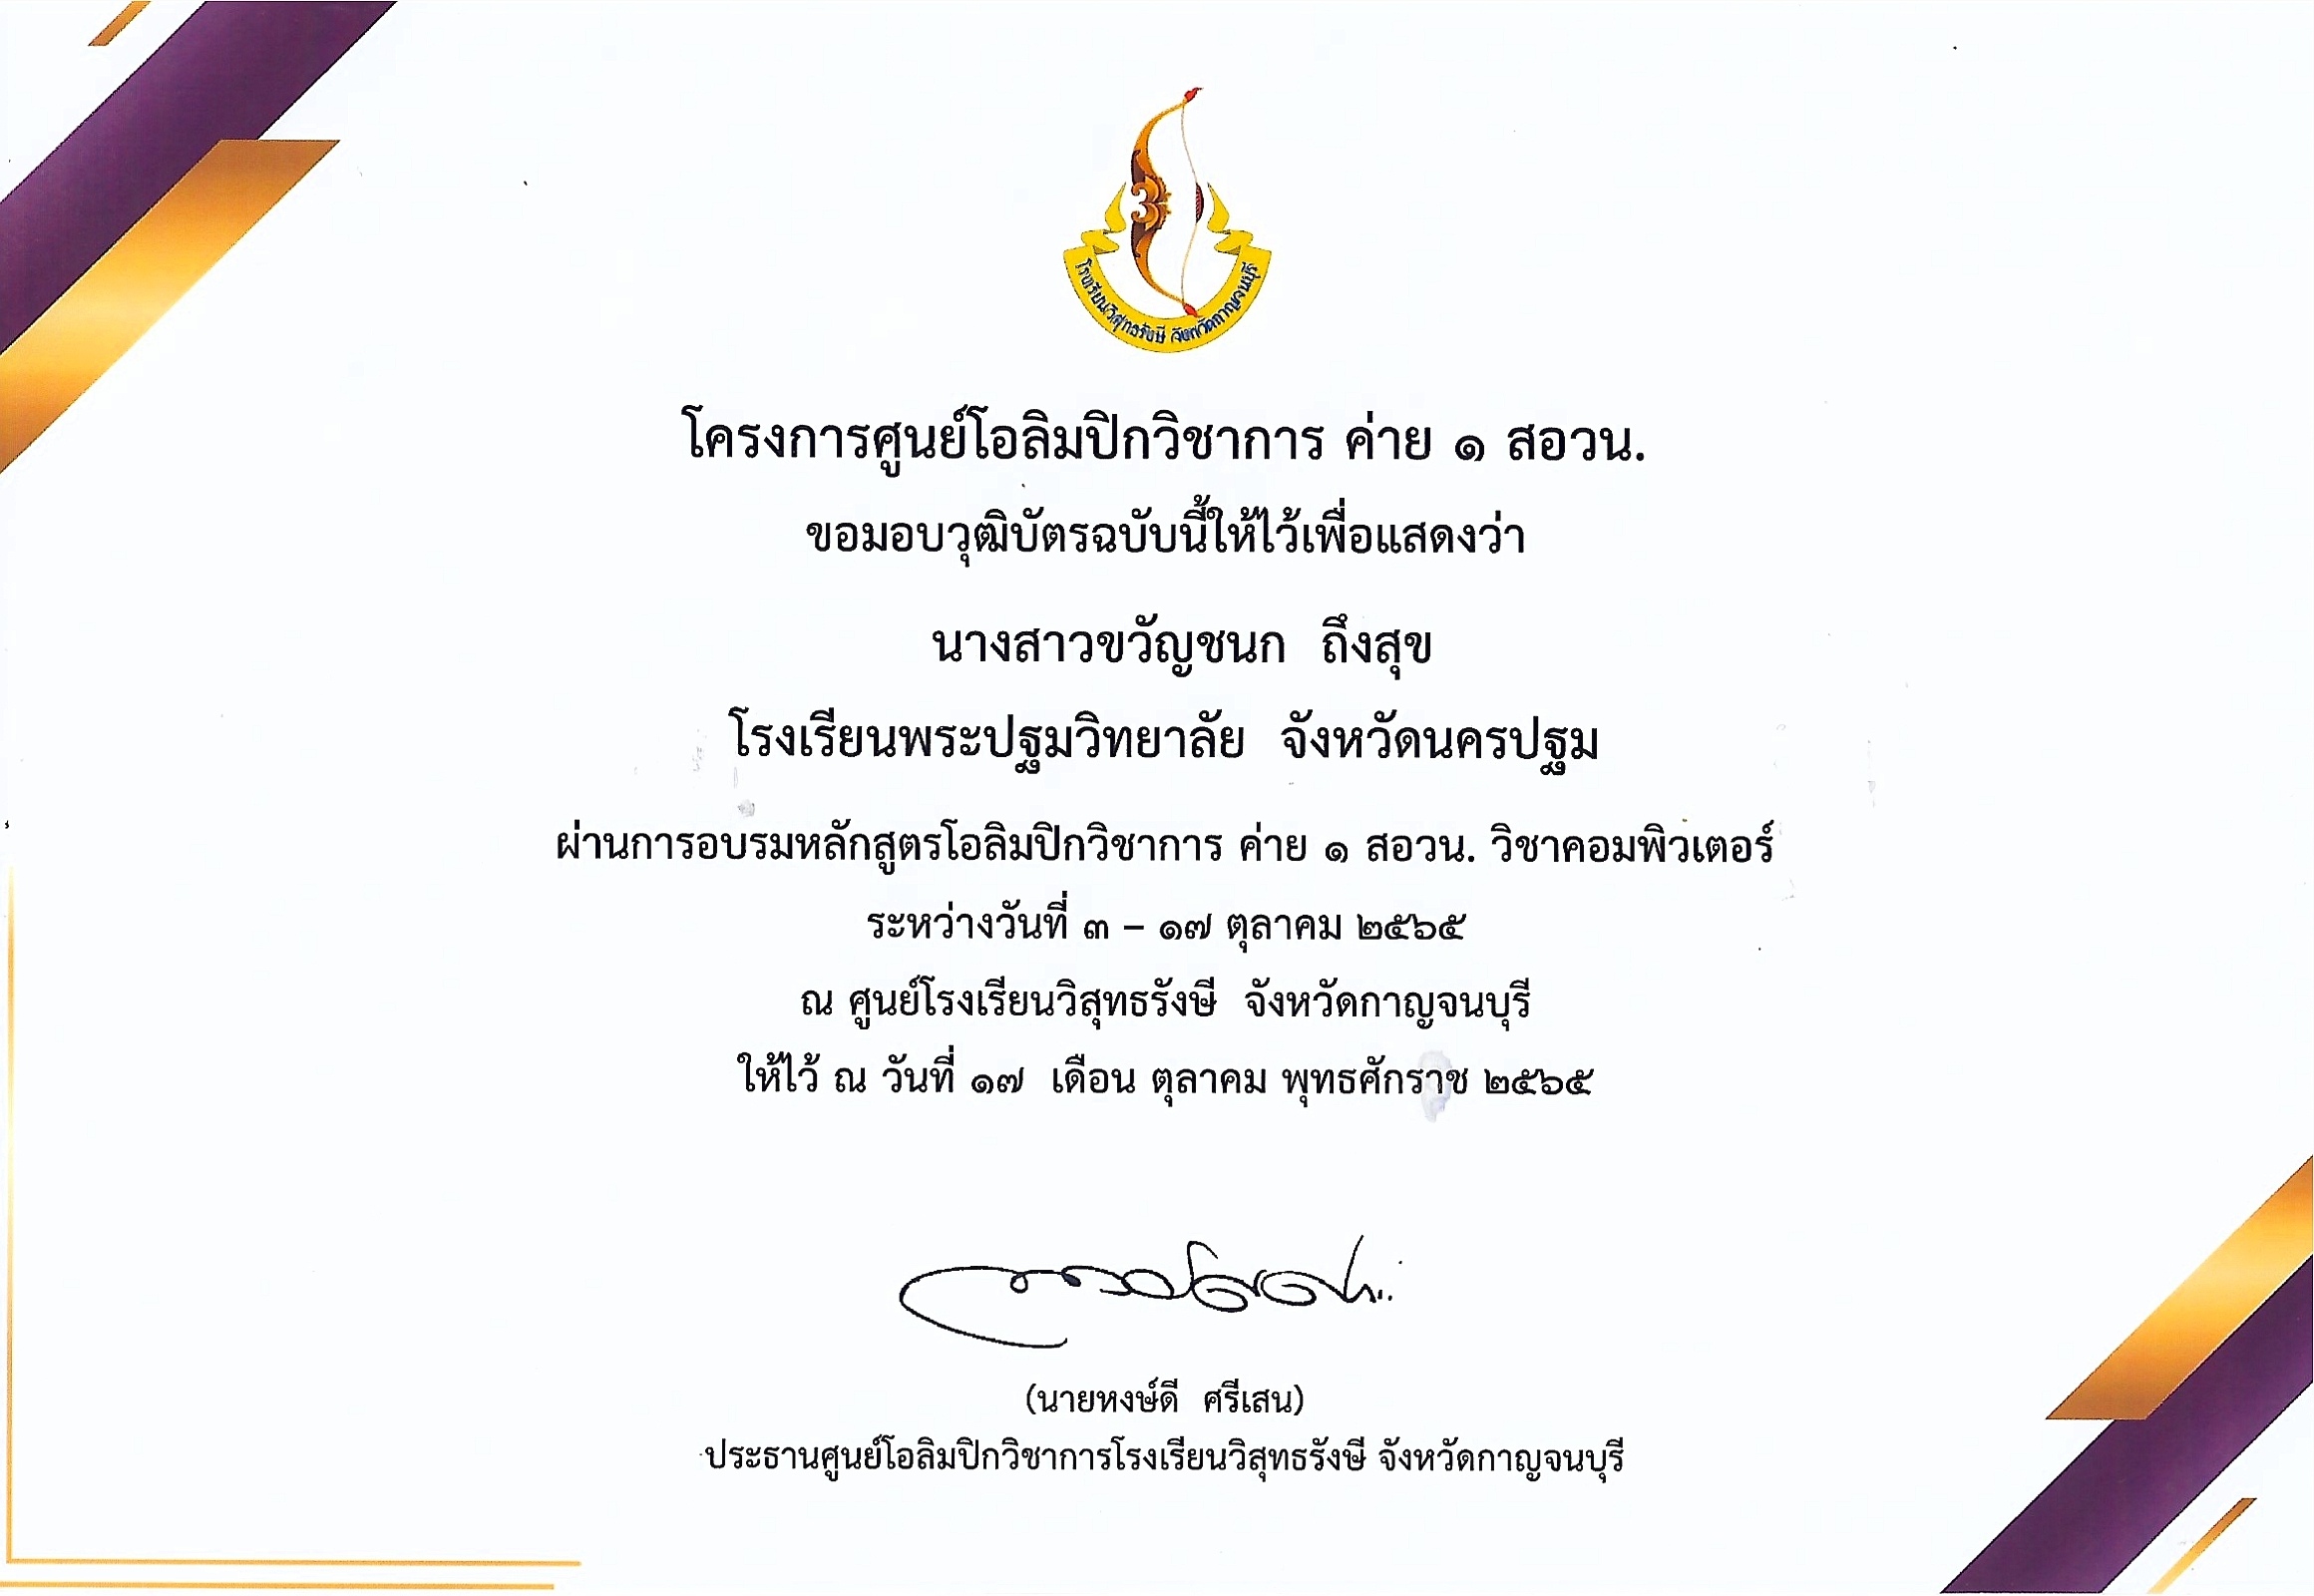 โรงเรียนวิสุทธรังษี จังหวัดกาญจนบุรี
โครงการศูนย์โอลิมปิกวิชาการ ค่าย ๑ สอวน.
ขอมอบวุฒิบัตรฉบับนี้ให้ไว้เพื่อแสดงว่า
นางสาวขวัญชนก ถึงสุข
โรงเรียนพระปฐมวิทยาลัย จังหวัดนครปฐม
ผ่านการอบรมหลักสูตรโอลิมปิกวิชาการ ค่าย ๑ สอวน. วิชาคอมพิวเตอร์
ระหว่างวันที่ ๓ – ๑๗ ตุลาคม ๒๕๖๕
ณ ศูนย์โรงเรียนวิสุทธรังษี จังหวัดกาญจนบุรี
ให้ไว้ ณ วันที่ ๑๗ เดือน ตุลาคม พุทธศักราช ๒๕๖๕
(นายหงษ์ดี ศรีเสน)
ประธานศูนย์โอลิมปิกวิชาการโรงเรียนวิสุทธรังษี จังหวัดกาญจนบุรี